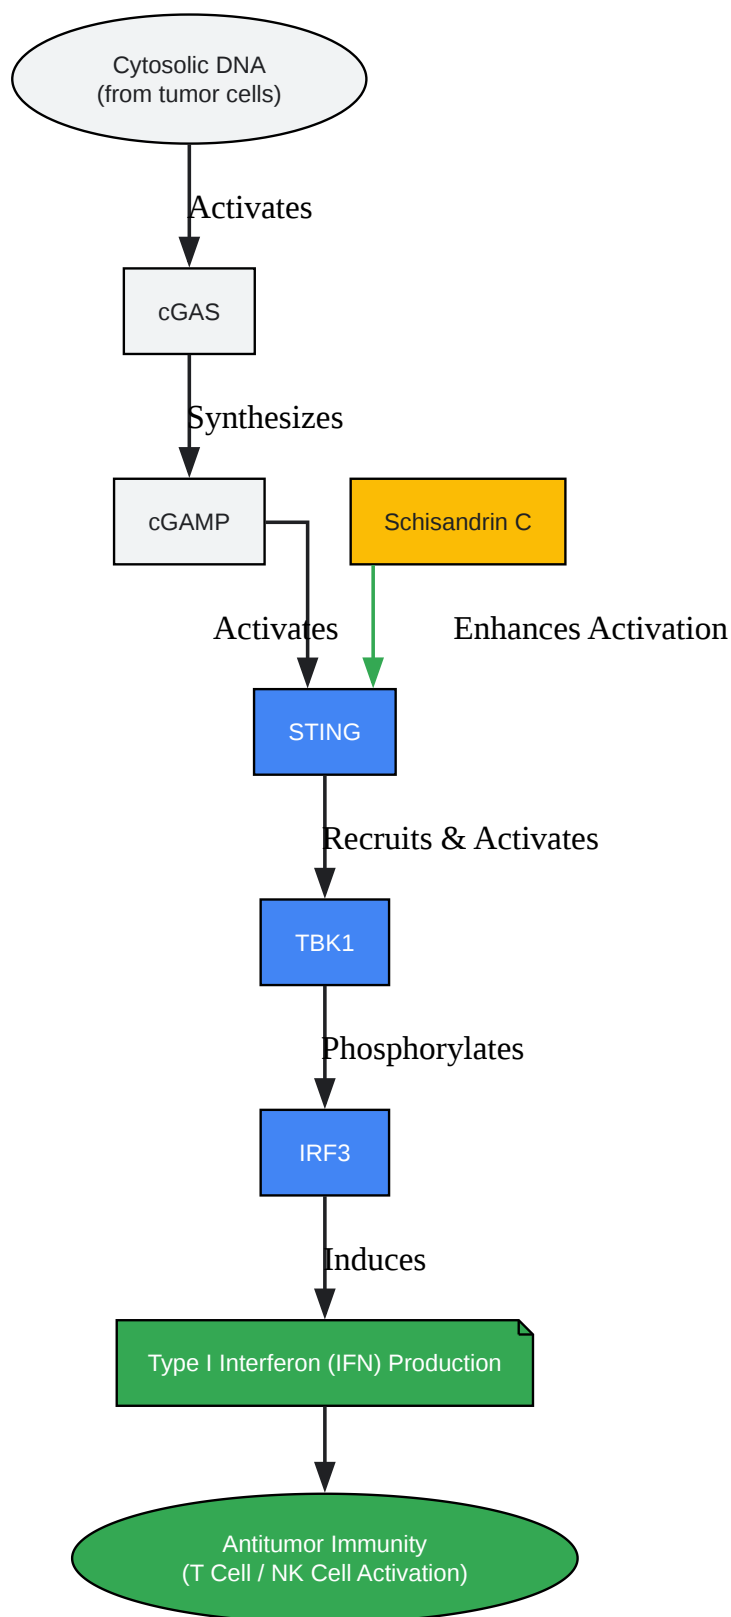 Cytosolic DNA
(from tumor cells)
Activates
cGAS
Synthesizes
cGAMP
Schisandrin C
Activates
Enhances Activation
STING
Recruits & Activates
TBK1
Phosphorylates
IRF3
Induces
Type I Interferon (IFN) Production
Antitumor Immunity
(T Cell / NK Cell Activation)